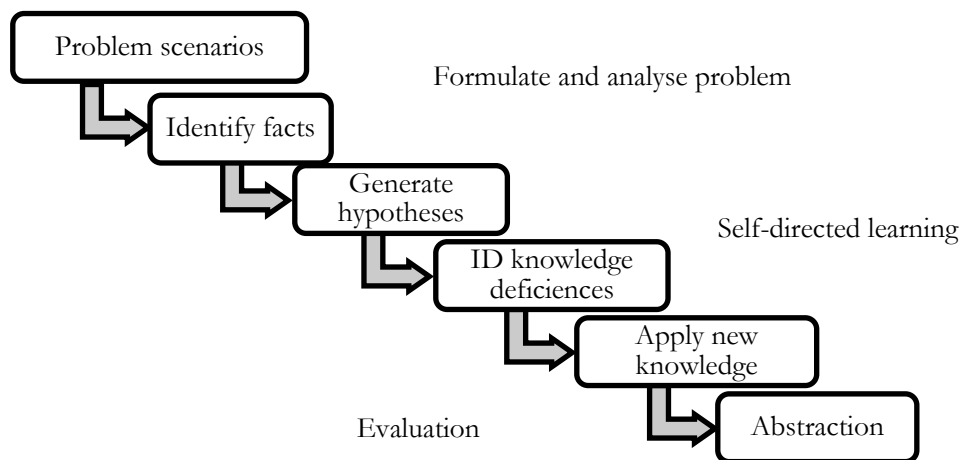 Problem scenarios
Formulate and analyse problem
Identify facts
Generate
hypotheses
Self-directed learning
ID knowledge
deficiences
Apply new
knowledge
Evaluation
Abstraction